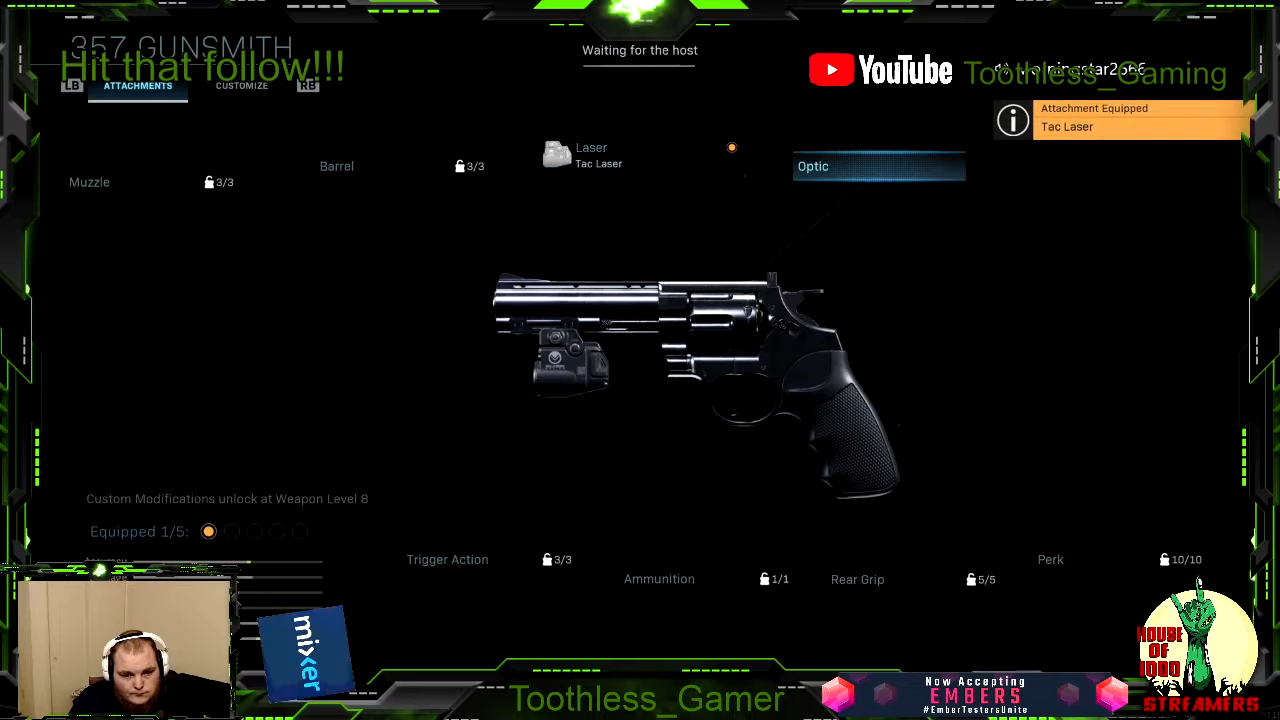 357 GUNSMITH
Hit that follow!!!
LB
ATTACHMENTS
CUSTOMIZE
RB
Waiting for the host
YouTube
Toothless_Gaming
Attachment Equipped
Tac Laser
Muzzle
3/3
Barrel
3/3
Laser
Tac Laser
Optic
Custom Modifications unlock at Weapon Level 8
Equipped 1/5:
Trigger Action
3/3
Ammunition
1/1
Rear Grip
5/5
Perk
10/10
mixer
Toothless_Gamer
Now Accepting
EMBERS
#EmberTestersUnite
HOUSE
OF
1000
STREAMERS